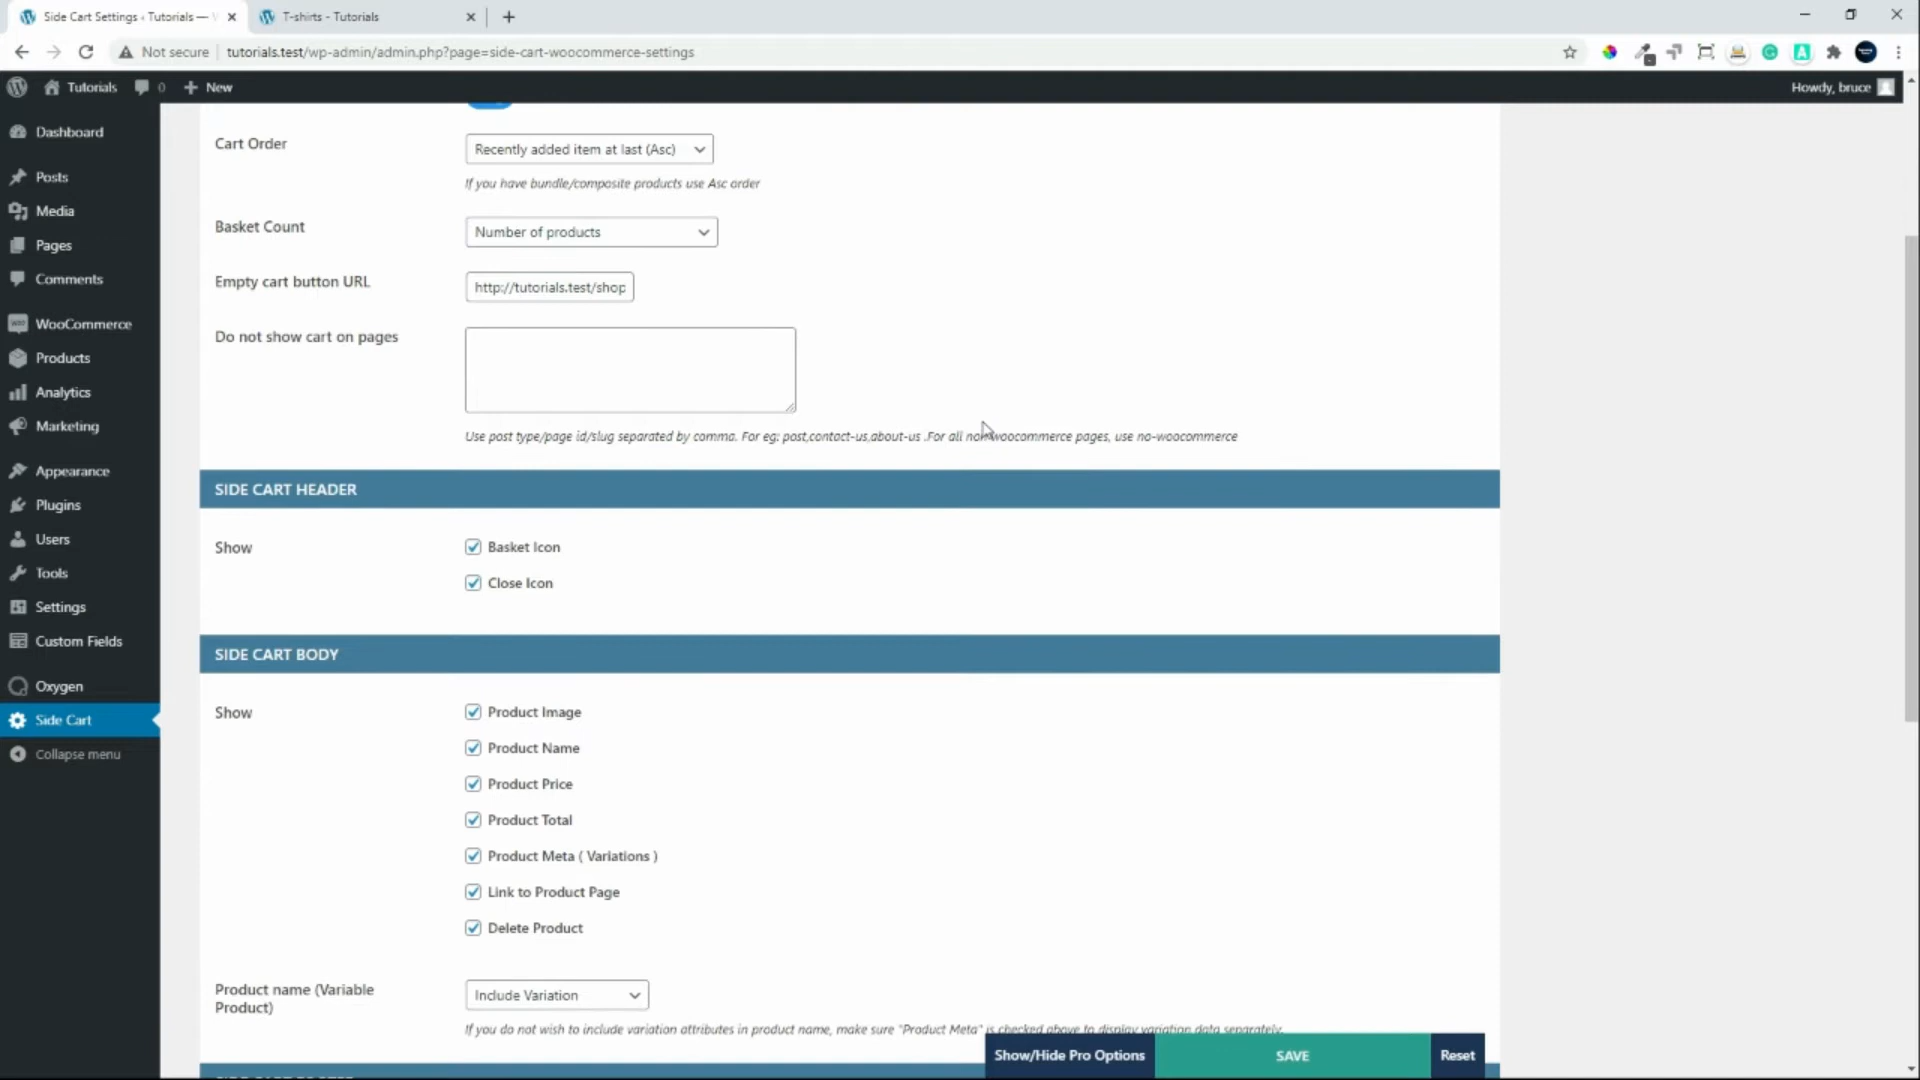 Side Cart Settings ‹ Tutorials —
T-shirts - Tutorials
Not secure
tutorials.test/wp-admin/admin.php?page=side-cart-woocommerce-settings
Tutorials
0
New
Howdy, bruce
Dashboard
Posts
Media
Pages
Comments
WooCommerce
Products
Analytics
Marketing
Appearance
Plugins
Users
Tools
Settings
Custom Fields
Oxygen
Side Cart
Collapse menu
Cart Order
Recently added item at last (Asc)
If you have bundle/composite products use Asc order
Basket Count
Number of products
Empty cart button URL
http://tutorials.test/shop
Do not show cart on pages
Use post type/page id/slug separated by comma. For eg: post,contact-us,about-us .For all non-woocommerce pages, use no-woocommerce
SIDE CART HEADER
Show
Basket Icon
Close Icon
SIDE CART BODY
Show
Product Image
Product Name
Product Price
Product Total
Product Meta ( Variations )
Link to Product Page
Delete Product
Product name (Variable
Product)
Include Variation
If you do not wish to include variation attributes in product name, make sure "Product Meta" is checked above to display variation data separately.
Show/Hide Pro Options
SAVE
Reset